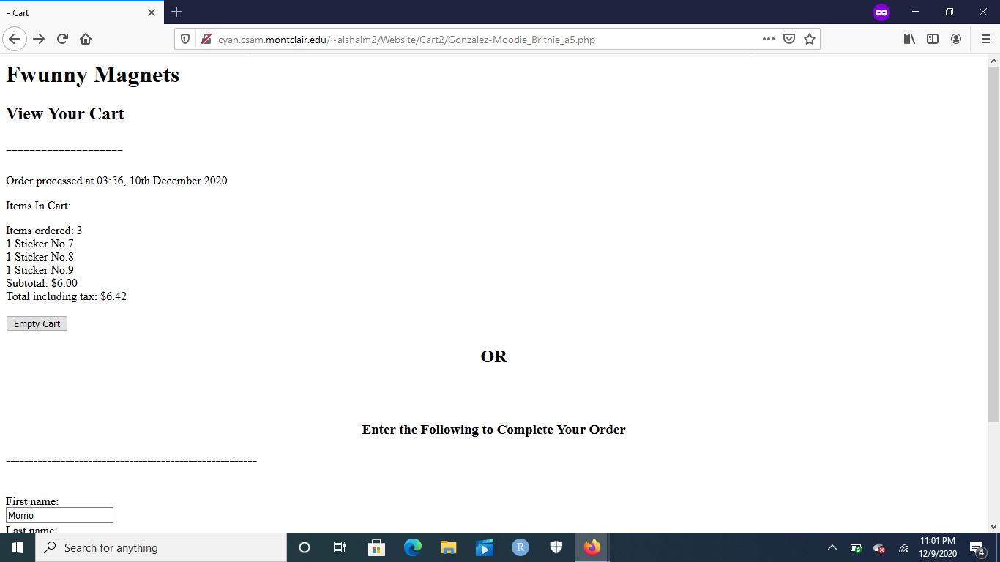 - Cart
cyan.csam.montclair.edu/~alshalm2/Website/Cart2/Gonzalez-Moodie_Britnie_a5.php
Fwunny Magnets
View Your Cart
--------------------
Order processed at 03:56, 10th December 2020
Items In Cart:
Items ordered: 3
1 Sticker No.7
1 Sticker No.8
1 Sticker No.9
Subtotal: $6.00
Total including tax: $6.42
Empty Cart
OR
Enter the Following to Complete Your Order
---------------------------------------------------------
First name:
Momo
Last name:
Search for anything
R
11:01 PM
12/9/2020
4